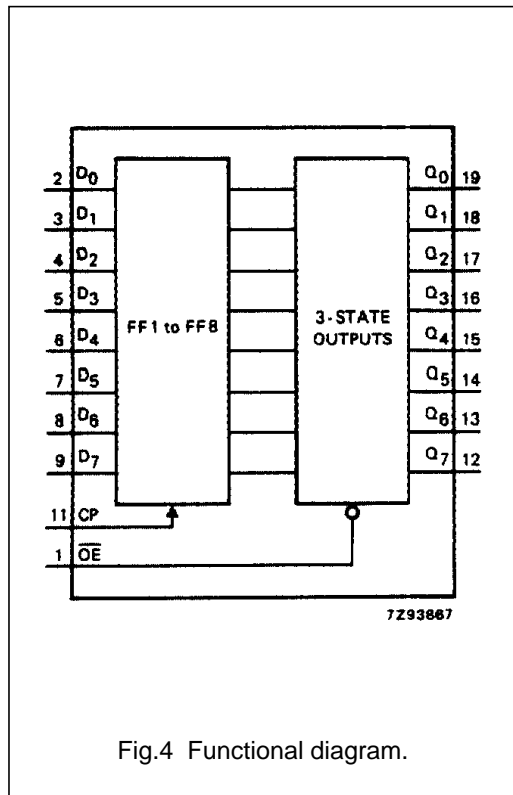 2 D0 Q0 19
3 D1 Q1 18
4 D2 Q2 17
5 D3 Q3 16
FF1 to FF8 3-STATE OUTPUTS
6 D4 Q4 15
7 D5 Q5 14
8 D6 Q6 13
9 D7 Q7 12
11 CP
1 O̅E̅
7Z93867
Fig.4 Functional diagram.